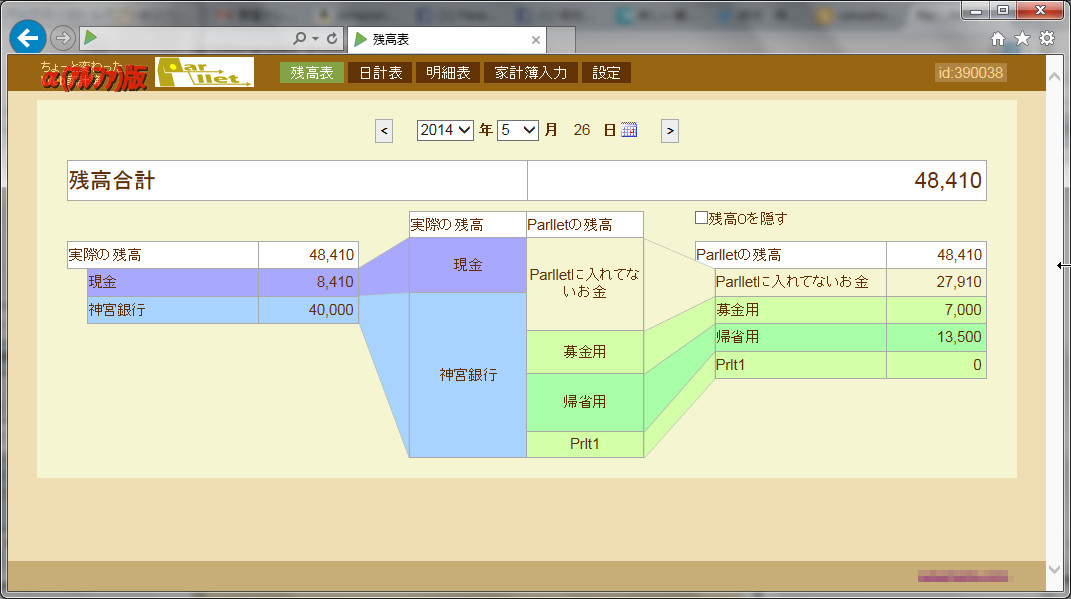 残高表
ちょっと変わった
α(アルファ)版
Parllet
残高表 日計表 明細表 家計簿入力 設定
id:390038
< 2014 年 5 月 26 日 >
残高合計 48,410
実際の残高 48,410
現金 8,410
神宮銀行 40,000
実際の残高 Parlletの残高
現金
神宮銀行
Parlletに入れてな
いお金
募金用
帰省用
Prlt1
残高0を隠す
Parlletの残高 48,410
Parlletに入れてないお金 27,910
募金用 7,000
帰省用 13,500
Prlt1 0